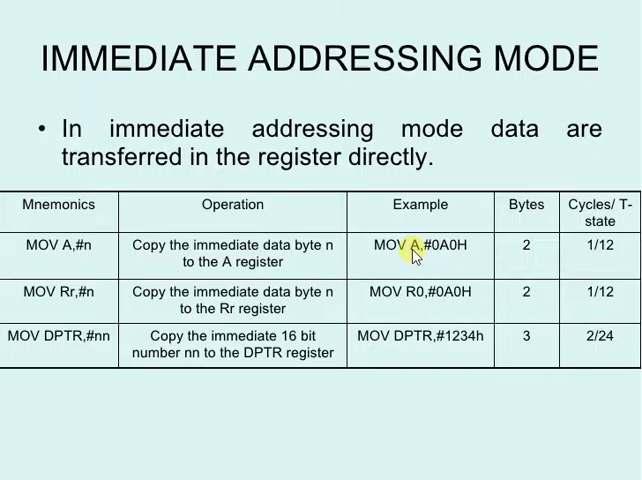 IMMEDIATE ADDRESSING MODE
• In immediate addressing mode data are
transferred in the register directly.
Mnemonics Operation Example Bytes Cycles/ T-
state
MOV A,#n Copy the immediate data byte n MOV A,#0A0H 2 1/12
to the A register
MOV Rr,#n Copy the immediate data byte n MOV R0,#0A0H 2 1/12
to the Rr register
MOV DPTR,#nn Copy the immediate 16 bit MOV DPTR,#1234h 3 2/24
number nn to the DPTR register